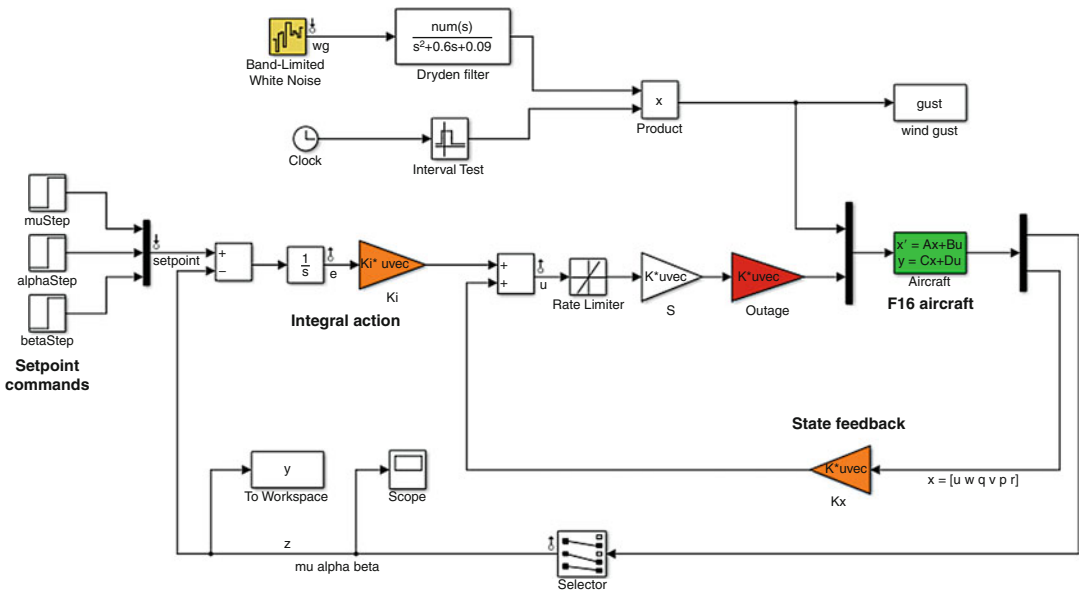 wg
Band-Limited
White Noise
num(s)
s²+0.6s+0.09
Dryden filter
x
Product
gust
wind gust
Clock
Interval Test
muStep
alphaStep
betaStep
Setpoint
commands
setpoint
+
−
1
s
e
Ki* uvec
Ki
Integral action
+
+
u
Rate Limiter
K*uvec
S
K*uvec
Outage
x' = Ax+Bu
y = Cx+Du
Aircraft
F16 aircraft
State feedback
K*uvec
Kx
x = [u w q v p r]
y
To Workspace
Scope
z
mu alpha beta
Selector